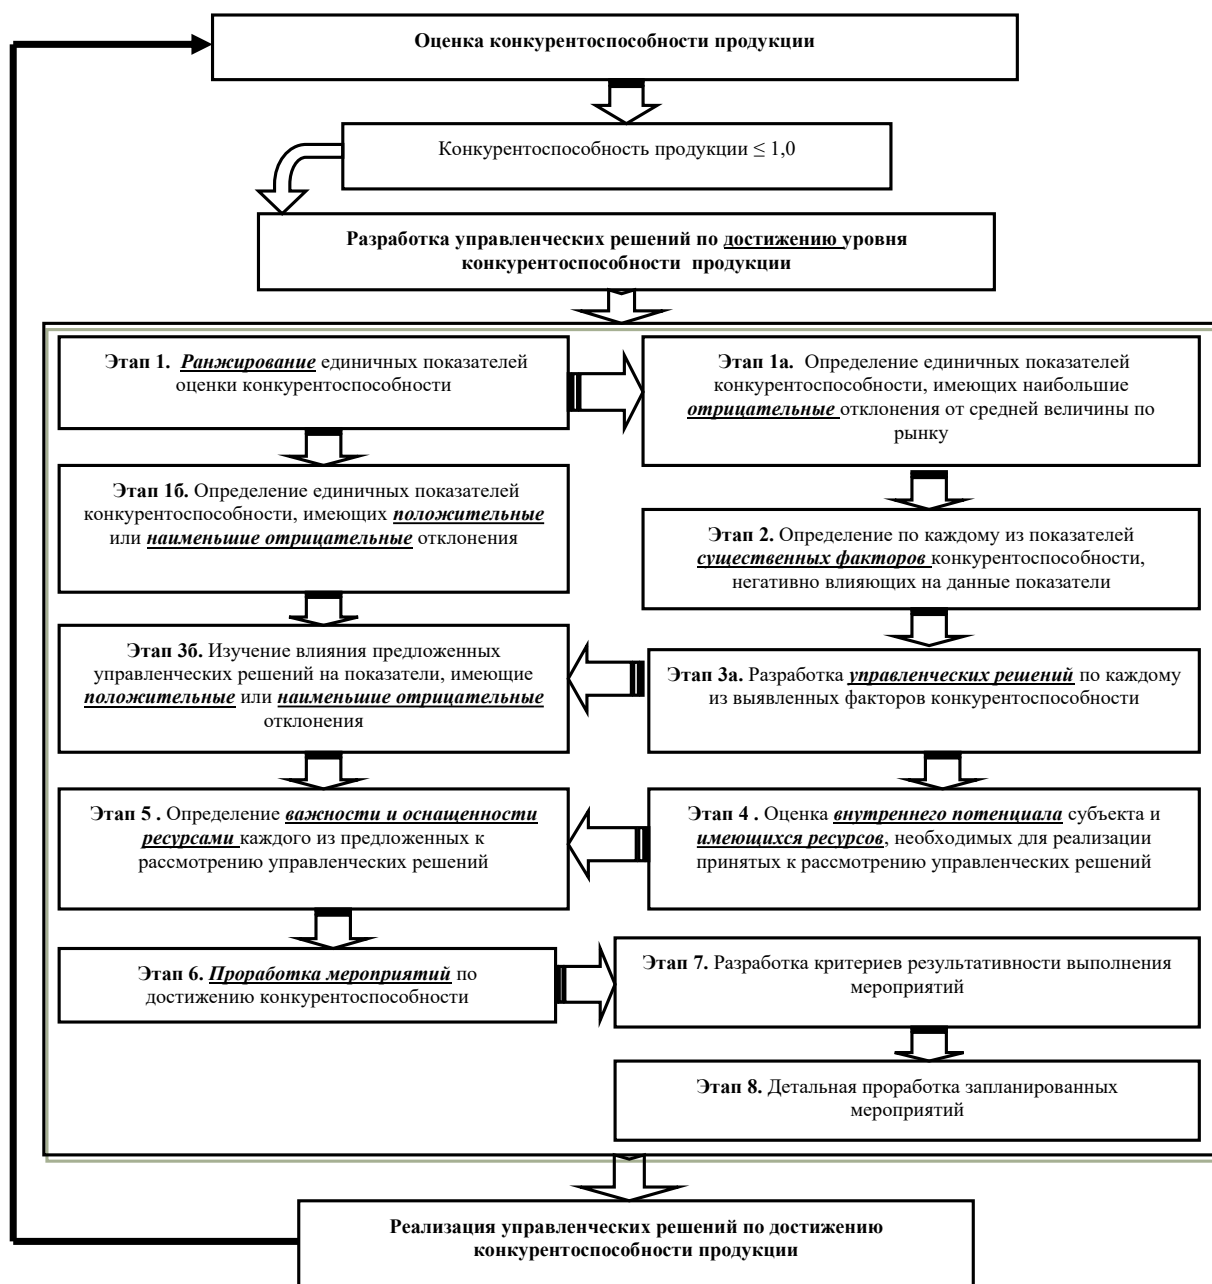 Оценка конкурентоспособности продукции
Конкурентоспособность продукции ≤ 1,0
Разработка управленческих решений по достижению уровня
конкурентоспособности продукции
Этап 1. Ранжирование единичных показателей
оценки конкурентоспособности
Этап 1а. Определение единичных показателей
конкурентоспособности, имеющих наибольшие
отрицательные отклонения от средней величины по
рынку
Этап 1б. Определение единичных показателей
конкурентоспособности, имеющих положительные
или наименьшие отрицательные отклонения
Этап 2. Определение по каждому из показателей
существенных факторов конкурентоспособности,
негативно влияющих на данные показатели
Этап 3б. Изучение влияния предложенных
управленческих решений на показатели, имеющие
положительные или наименьшие отрицательные
отклонения
Этап 3а. Разработка управленческих решений по каждому
из выявленных факторов конкурентоспособности
Этап 5 . Определение важности и оснащенности
ресурсами каждого из предложенных к
рассмотрению управленческих решений
Этап 4 . Оценка внутреннего потенциала субъекта и
имеющихся ресурсов, необходимых для реализации
принятых к рассмотрению управленческих решений
Этап 6. Проработка мероприятий по
достижению конкурентоспособности
Этап 7. Разработка критериев результативности выполнения
мероприятий
Этап 8. Детальная проработка запланированных
мероприятий
Реализация управленческих решений по достижению
конкурентоспособности продукции